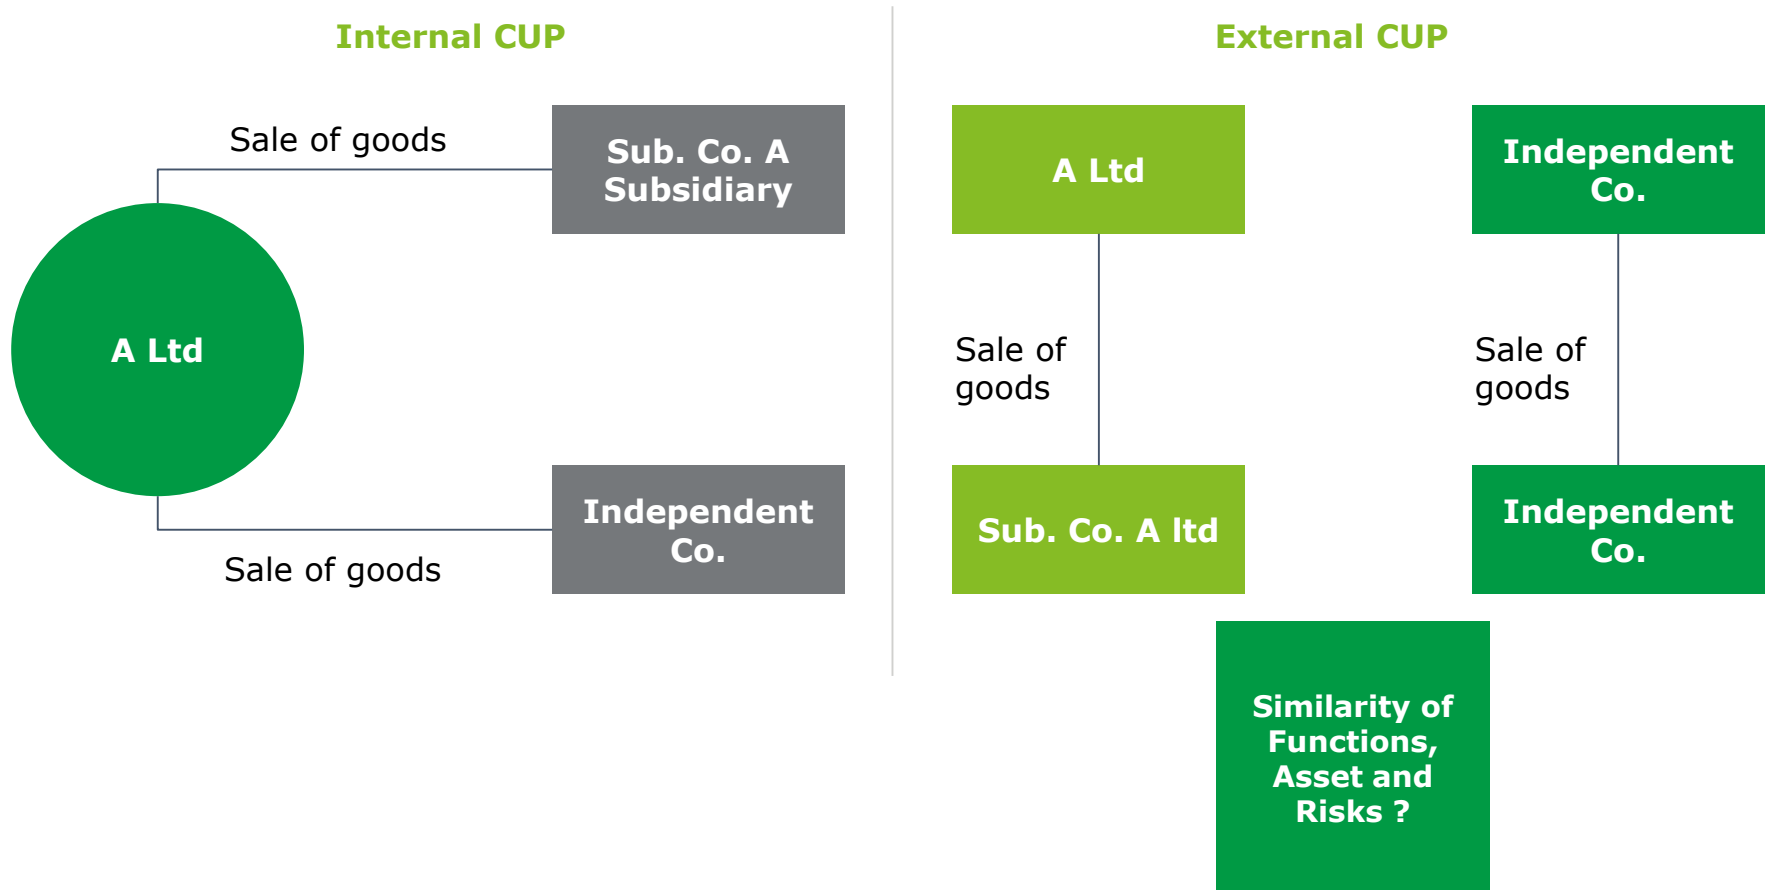 Internal CUP
Sale of goods
Sub. Co. A
Subsidiary
A Ltd
Independent
Co.
Sale of goods
External CUP
A Ltd
Independent
Co.
Sale of
goods
Sale of
goods
Sub. Co. A ltd
Independent
Co.
Similarity of
Functions,
Asset and
Risks ?